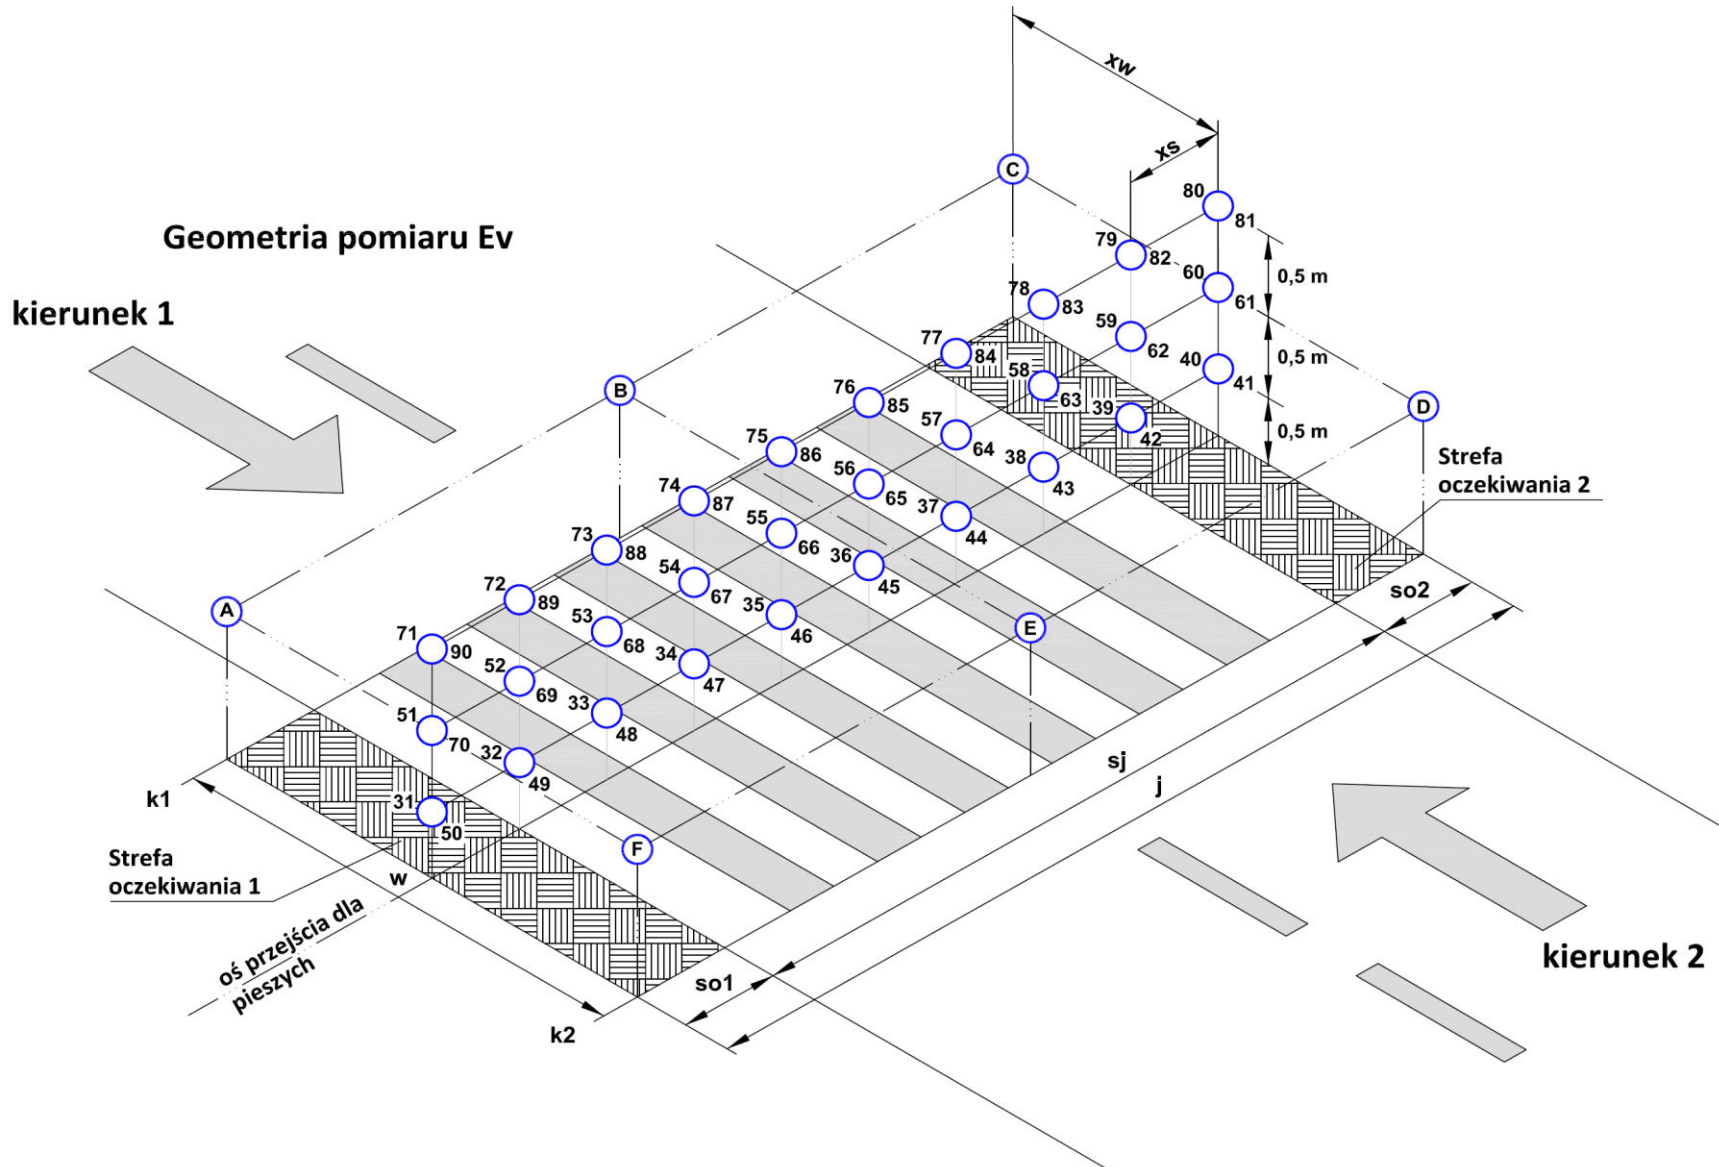 xw
xs
C
80
81
79
82
Geometria pomiaru Ev
60
61
0,5 m
78
83
kierunek 1
59
62
77
84
0,5 m
58
63
40
41
76
85
39
42
B
57
64
D
0,5 m
75
86
38
43
Strefa
oczekiwania 2
56
65
74
87
37
44
55
66
73
88
36
45
54
67
so2
A
72
89
35
46
53
68
E
71
90
34
47
52
69
33
48
51
70
sj
j
32
49
k1
31
50
F
Strefa
oczekiwania 1
w
oś przejścia dla
pieszych
so1
kierunek 2
k2